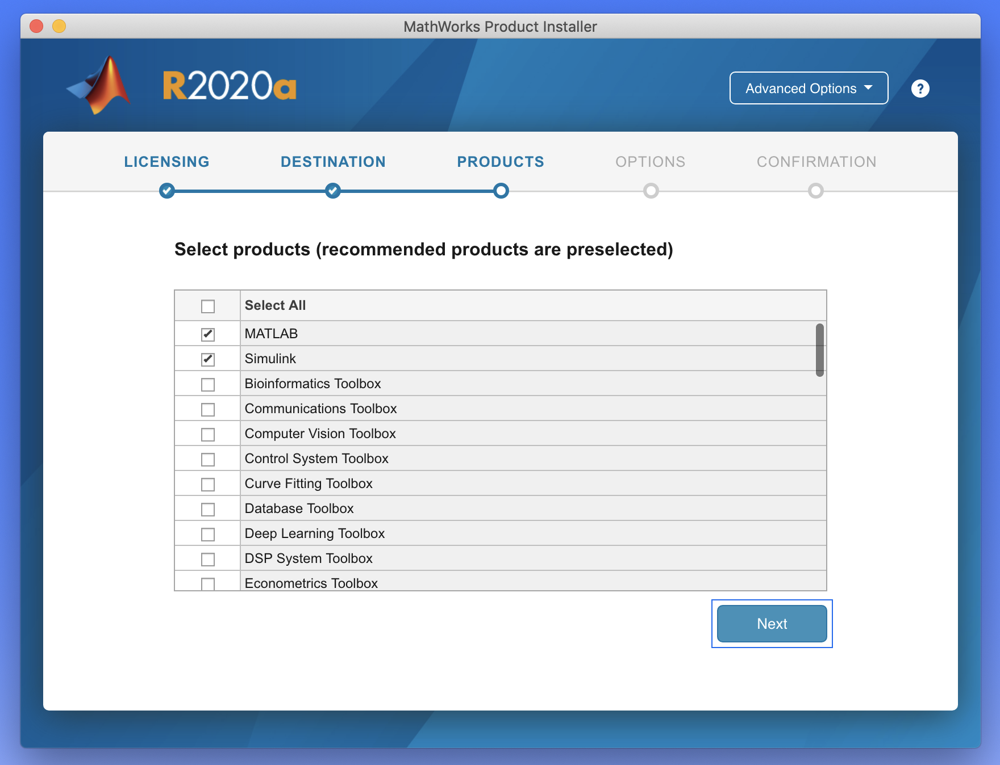 MathWorks Product Installer
R2020a
Advanced Options
?
LICENSING DESTINATION PRODUCTS OPTIONS CONFIRMATION
Select products (recommended products are preselected)
Select All
MATLAB
Simulink
Bioinformatics Toolbox
Communications Toolbox
Computer Vision Toolbox
Control System Toolbox
Curve Fitting Toolbox
Database Toolbox
Deep Learning Toolbox
DSP System Toolbox
Econometrics Toolbox
Next